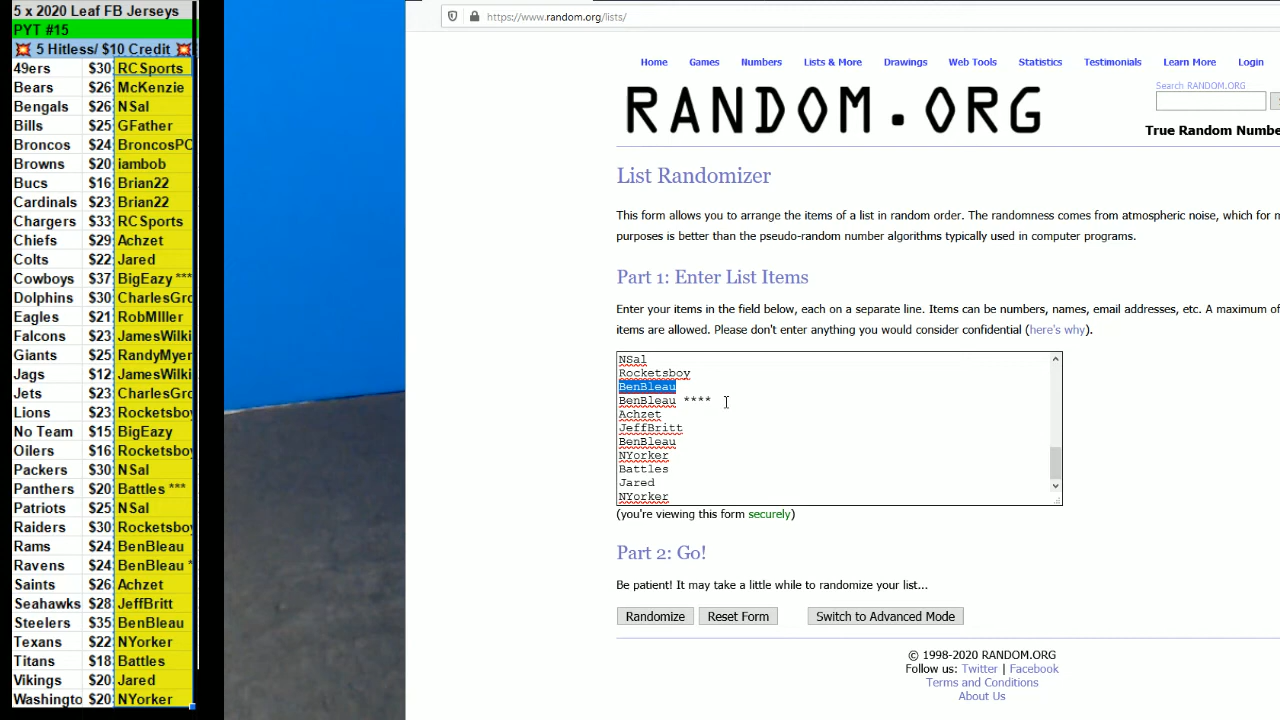 5 x 2020 Leaf FB Jerseys
PYT #15
💥 5 Hitless/ $10 Credit 💥
49ers $30 RCSports
Bears $26 McKenzie
Bengals $26 NSal
Bills $25 GFather
Broncos $24 BroncosPC
Browns $20 iambob
Bucs $16 Brian22
Cardinals $23 Brian22
Chargers $33 RCSports
Chiefs $29 Achzet
Colts $22 Jared
Cowboys $37 BigEazy ***
Dolphins $30 CharlesGro
Eagles $21 RobMIller
Falcons $23 JamesWilki
Giants $25 RandyMyer
Jags $12 JamesWilki
Jets $23 CharlesGro
Lions $23 Rocketsboy
No Team $15 BigEazy
Oilers $16 Rocketsboy
Packers $30 NSal
Panthers $20 Battles ***
Patriots $25 NSal
Raiders $30 Rocketsboy
Rams $24 BenBleau
Ravens $24 BenBleau *
Saints $26 Achzet
Seahawks $28 JeffBritt
Steelers $35 BenBleau
Texans $22 NYorker
Titans $18 Battles
Vikings $20 Jared
Washingto $20 NYorker
https://www.random.org/lists/
Home Games Numbers Lists & More Drawings Web Tools Statistics Testimonials Learn More Login
Search RANDOM.ORG
RANDOM.ORG
True Random Numbe
List Randomizer
This form allows you to arrange the items of a list in random order. The randomness comes from atmospheric noise, which for m
purposes is better than the pseudo-random number algorithms typically used in computer programs.
Part 1: Enter List Items
Enter your items in the field below, each on a separate line. Items can be numbers, names, email addresses, etc. A maximum of
items are allowed. Please don't enter anything you would consider confidential (here's why).
NSal
Rocketsboy
BenBleau
BenBleau ****
Achzet
JeffBritt
BenBleau
NYorker
Battles
Jared
NYorker
(you're viewing this form securely)
Part 2: Go!
Be patient! It may take a little while to randomize your list...
Randomize Reset Form Switch to Advanced Mode
© 1998-2020 RANDOM.ORG
Follow us: Twitter | Facebook
Terms and Conditions
About Us